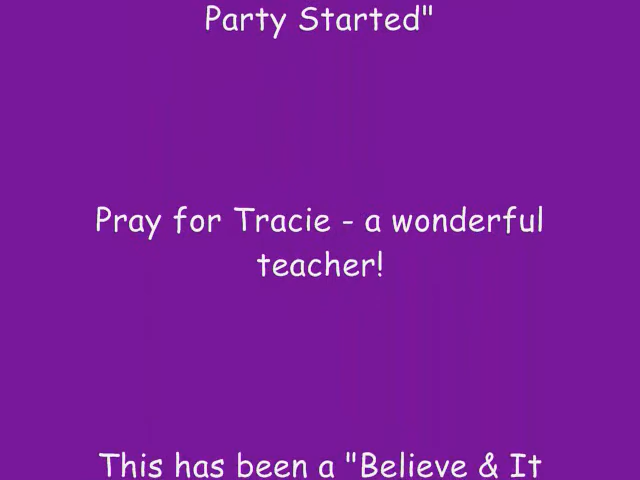 Party Started"
Pray for Tracie - a wonderful
teacher!
This has been a "Believe & It